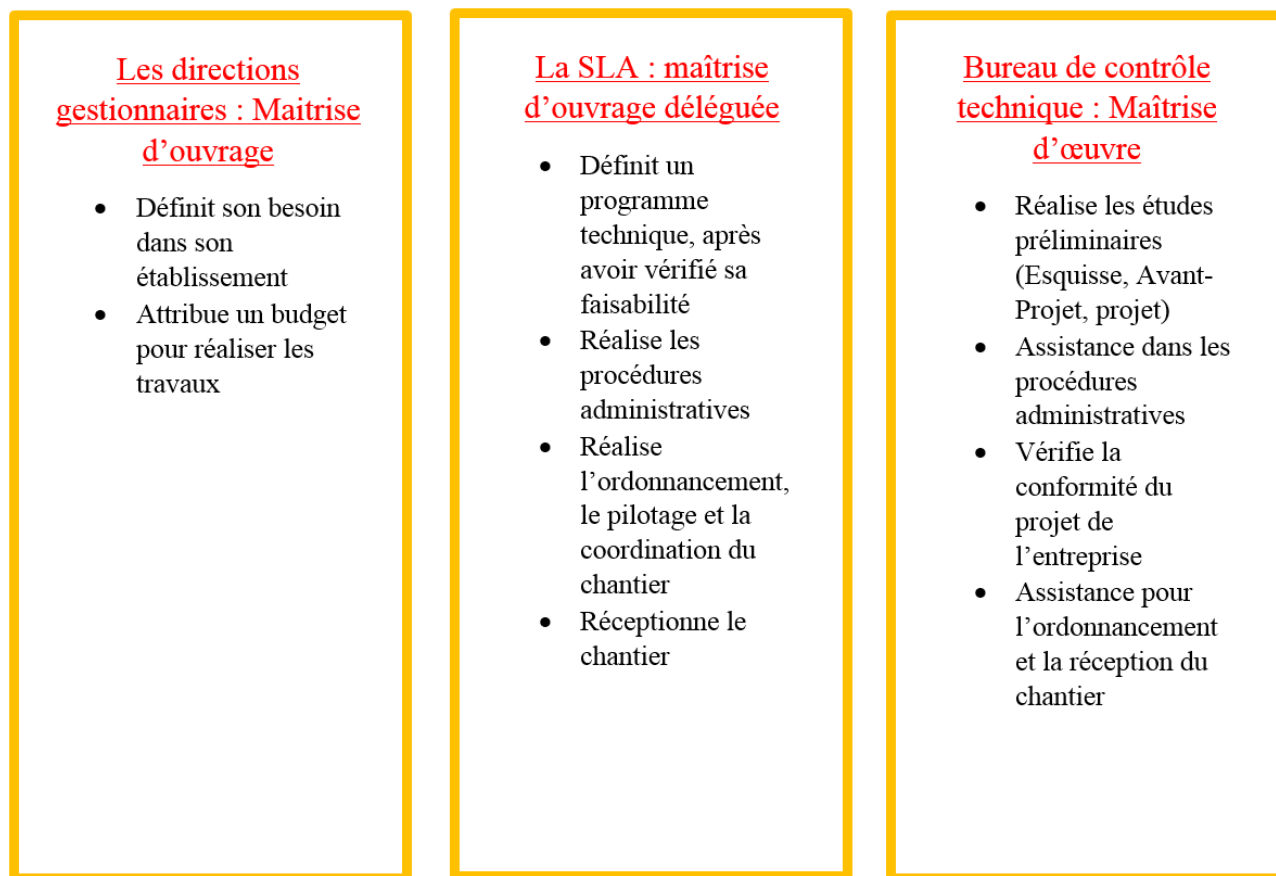 Les directions
gestionnaires : Maitrise
d’ouvrage
• Définit son besoin
dans son
établissement
• Attribue un budget
pour réaliser les
travaux
La SLA : maîtrise
d’ouvrage déléguée
• Définit un
programme
technique, après
avoir vérifié sa
faisabilité
• Réalise les
procédures
administratives
• Réalise
l’ordonnancement,
le pilotage et la
coordination du
chantier
• Réceptionne le
chantier
Bureau de contrôle
technique : Maîtrise
d’œuvre
• Réalise les études
préliminaires
(Esquisse, Avant-
Projet, projet)
• Assistance dans les
procédures
administratives
• Vérifie la
conformité du
projet de
l’entreprise
• Assistance pour
l’ordonnancement
et la réception du
chantier